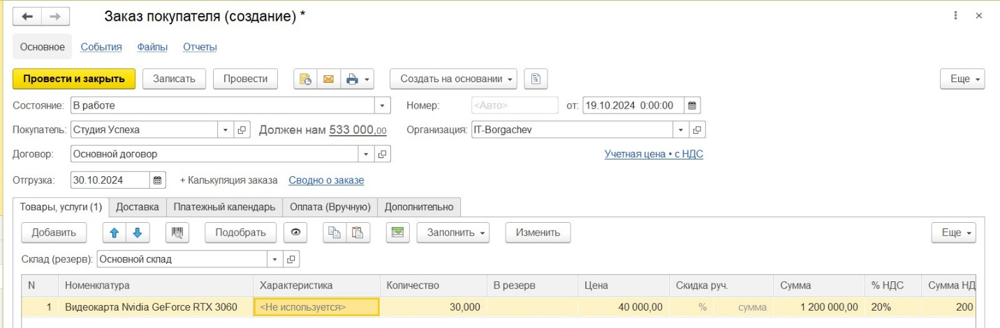 Заказ покупателя (создание) *
Основное События Файлы Отчеты
Провести и закрыть Записать Провести Создать на основании Еще
Состояние: В работе Номер: <Авто> от: 19.10.2024 0:00:00
Покупатель: Студия Успеха Должен нам 533 000,00 Организация: IT-Borgachev
Договор: Основной договор Учетная цена • с НДС
Отгрузка: 30.10.2024 + Калькуляция заказа Сводно о заказе
Товары, услуги (1) Доставка Платежный календарь Оплата (Вручную) Дополнительно
Добавить Подобрать Заполнить Изменить Еще
Склад (резерв): Основной склад
N Номенклатура Характеристика Количество В резерв Цена Скидка руч. Сумма % НДС Сумма НД
1 Видеокарта Nvidia GeForce RTX 3060 <Не используется> 30,000 40 000,00 % сумма 1 200 000,00 20% 200